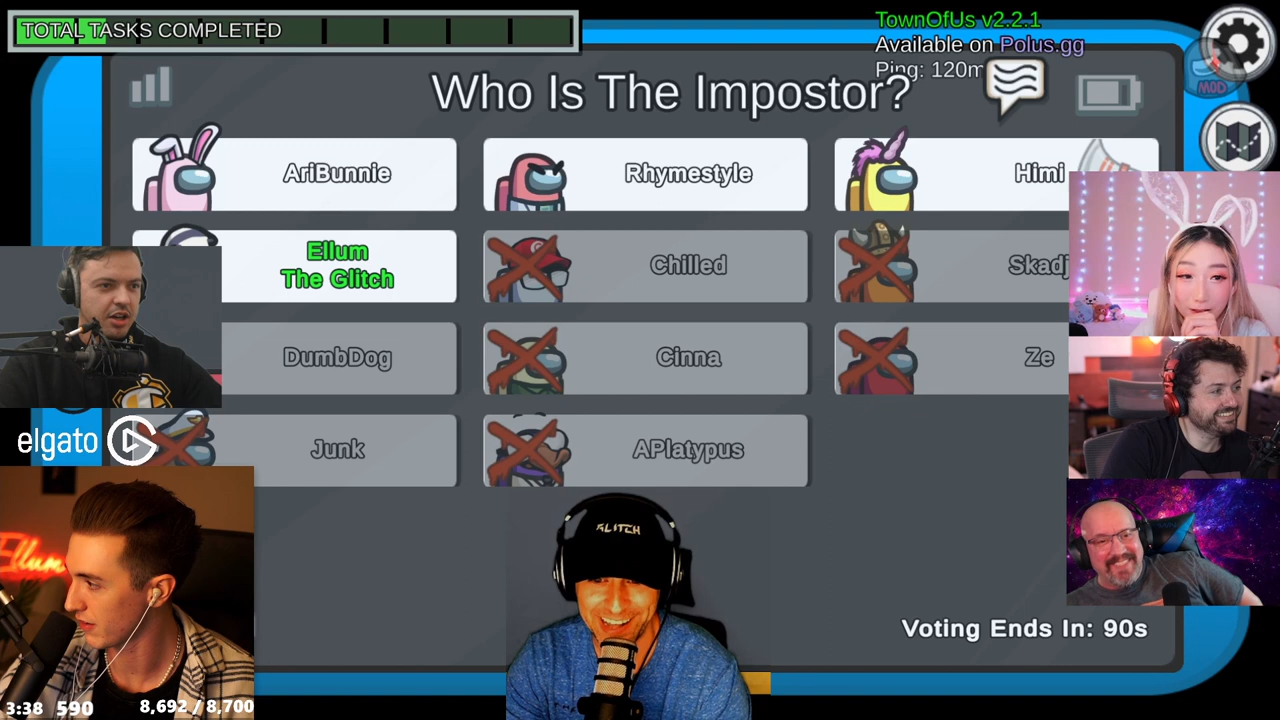 TOTAL TASKS COMPLETED
TownOfUs v2.2.1
Available on Polus.gg
Ping: 120m
MOD
Who Is The Impostor?
AriBunnie
Rhymestyle
Himi
Ellum
The Glitch
Chilled
Skadj
DumbDog
Cinna
Ze
elgato
Junk
APlatypus
GLITCH
Ellum
Voting Ends In: 90s
3:38 590 8,692 / 8,700